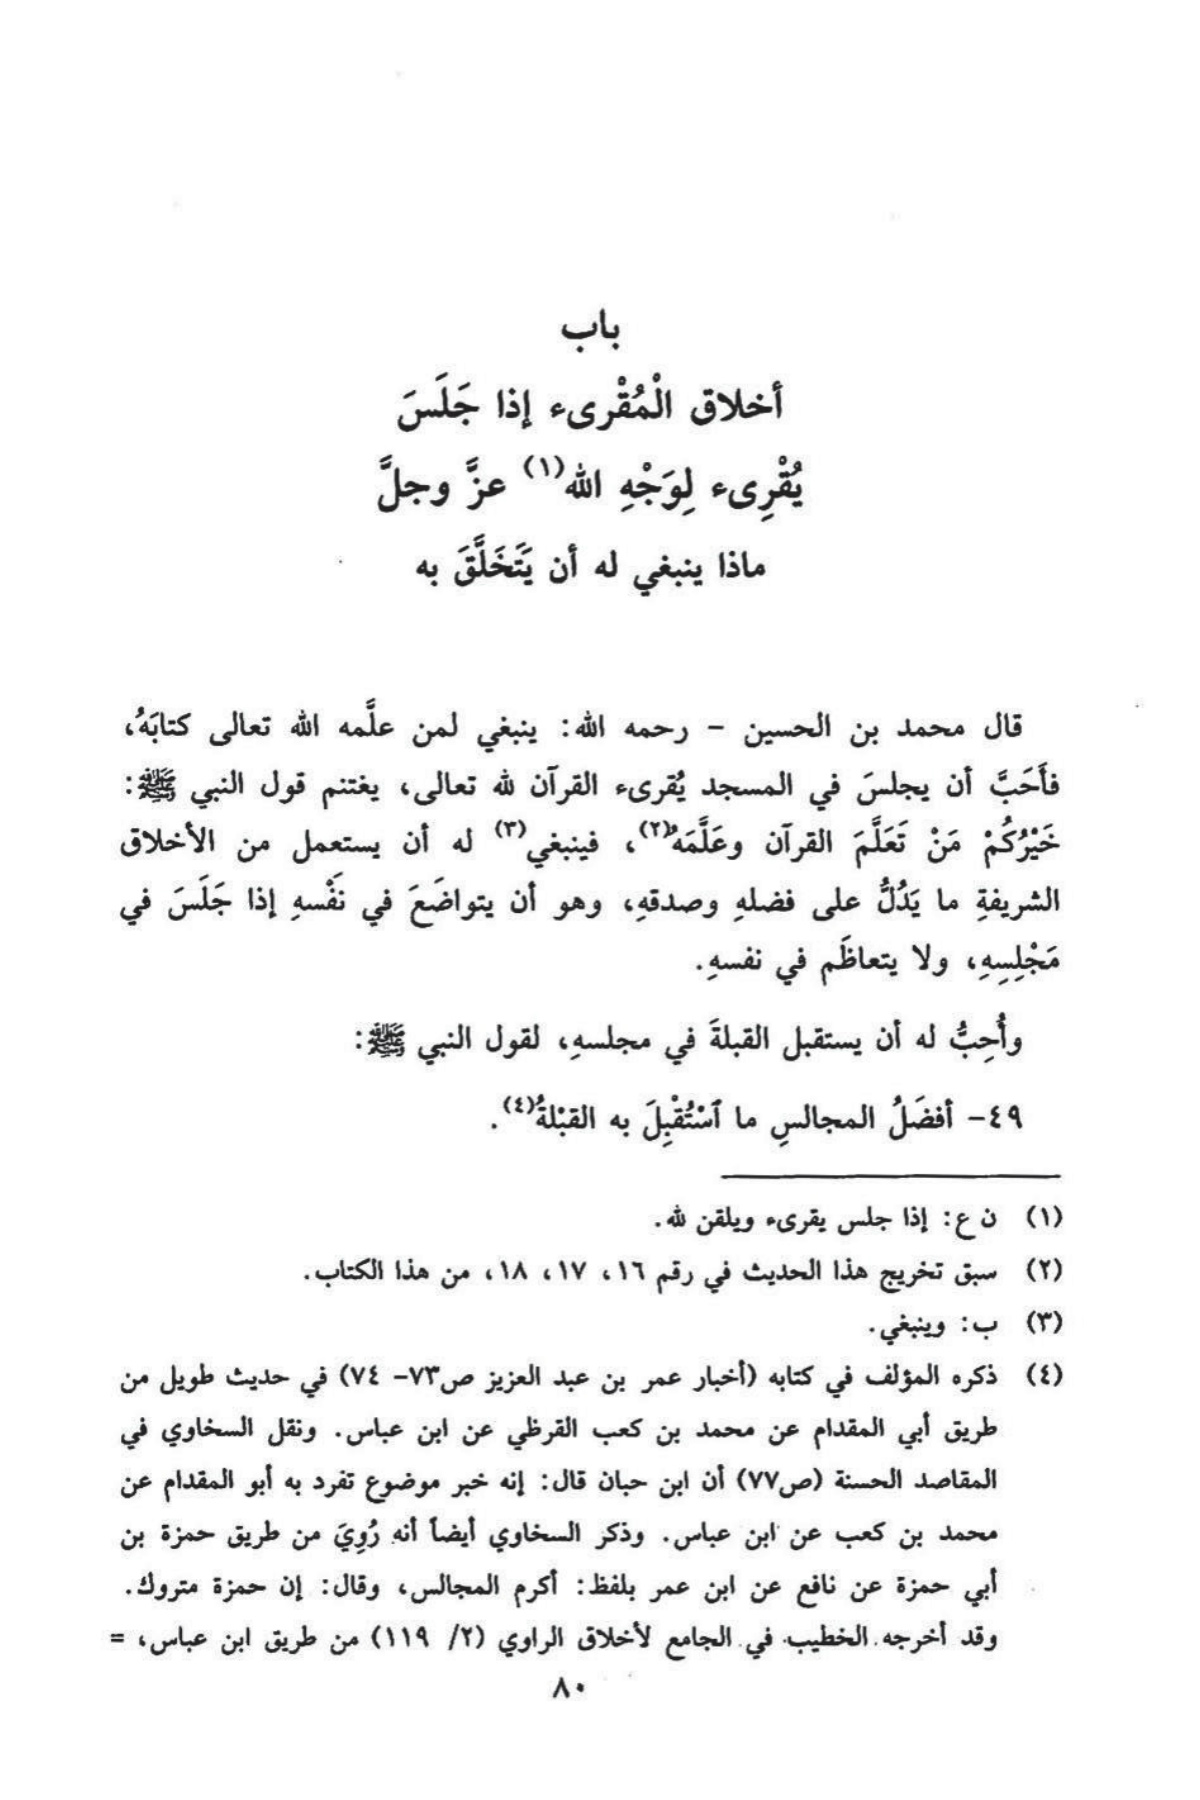 باب
أخلاق الْمُقْرىء إذا جَلَسَ
يُقْرِىء لِوَجْهِ الله(١) عزَّ وجلَّ
ماذا ينبغي له أن يَتَخَلَّقَ به
قال محمد بن الحسين – رحمه الله: ينبغي لمن علَّمه الله تعالى كتابَهُ،
فأَحَبَّ أن يجلسَ في المسجد يُقرىء القرآن لله تعالى، يغتنم قول النبي ﷺ:
خَيْرُكُمْ مَنْ تَعَلَّمَ القرآن وعَلَّمَهُ(٢)، فينبغي(٣) له أن يستعمل من الأخلاق
الشريفةِ ما يَدُلُّ على فضلهِ وصدقهِ، وهو أن يتواضَعَ في نَفْسهِ إذا جَلَسَ في
مَجْلِسِهِ، ولا يتعاظَم في نفسهِ.
وأُحِبُّ له أن يستقبل القبلةَ في مجلسهِ، لقول النبي ﷺ:
٤٩– أفضَلُ المجالسِ ما ٱسْتُقْبِلَ به القبْلةُ(٤).
(١) ن ع: إذا جلس يقرىء ويلقن لله.
(٢) سبق تخريج هذا الحديث في رقم ١٦، ١٧، ١٨، من هذا الكتاب.
(٣) ب: وينبغي.
(٤) ذكره المؤلف في كتابه (أخبار عمر بن عبد العزيز ص٧٣– ٧٤) في حديث طويل من
طريق أبي المقدام عن محمد بن كعب القرظي عن ابن عباس. ونقل السخاوي في
المقاصد الحسنة (ص٧٧) أن ابن حبان قال: إنه خبر موضوع تفرد به أبو المقدام عن
محمد بن كعب عن ابن عباس. وذكر السخاوي أيضاً أنه رُوِيَ من طريق حمزة بن
أبي حمزة عن نافع عن ابن عمر بلفظ: أكرم المجالس، وقال: إن حمزة متروك.
وقد أخرجه الخطيب في الجامع لأخلاق الراوي (٢/ ١١٩) من طريق ابن عباس، =
٨٠